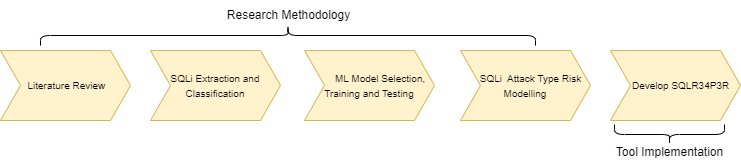 Research Methodology
Literature Review
SQLi Extraction and
Classification
ML Model Selection,
Training and Testing
SQLi Attack Type Risk
Modelling
Develop SQLR34P3R
Tool Implementation